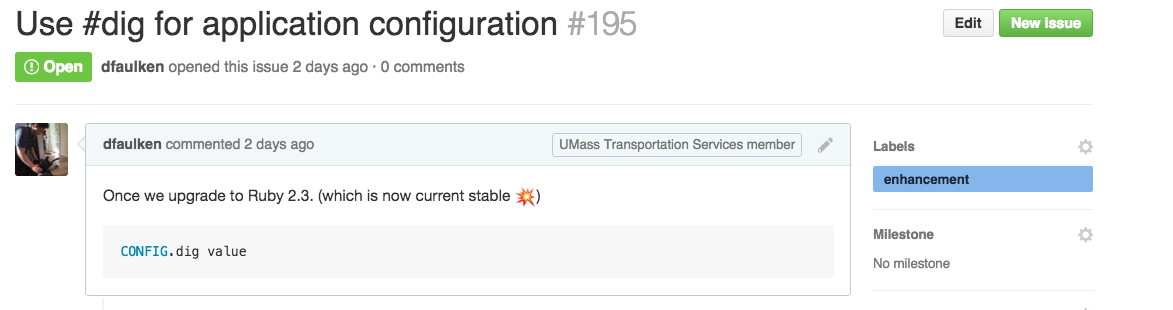 Use #dig for application configuration #195
Edit
New issue
Open
dfaulken opened this issue 2 days ago · 0 comments
dfaulken commented 2 days ago
UMass Transportation Services member
Once we upgrade to Ruby 2.3. (which is now current stable 💥)
CONFIG.dig value
Labels
enhancement
Milestone
No milestone